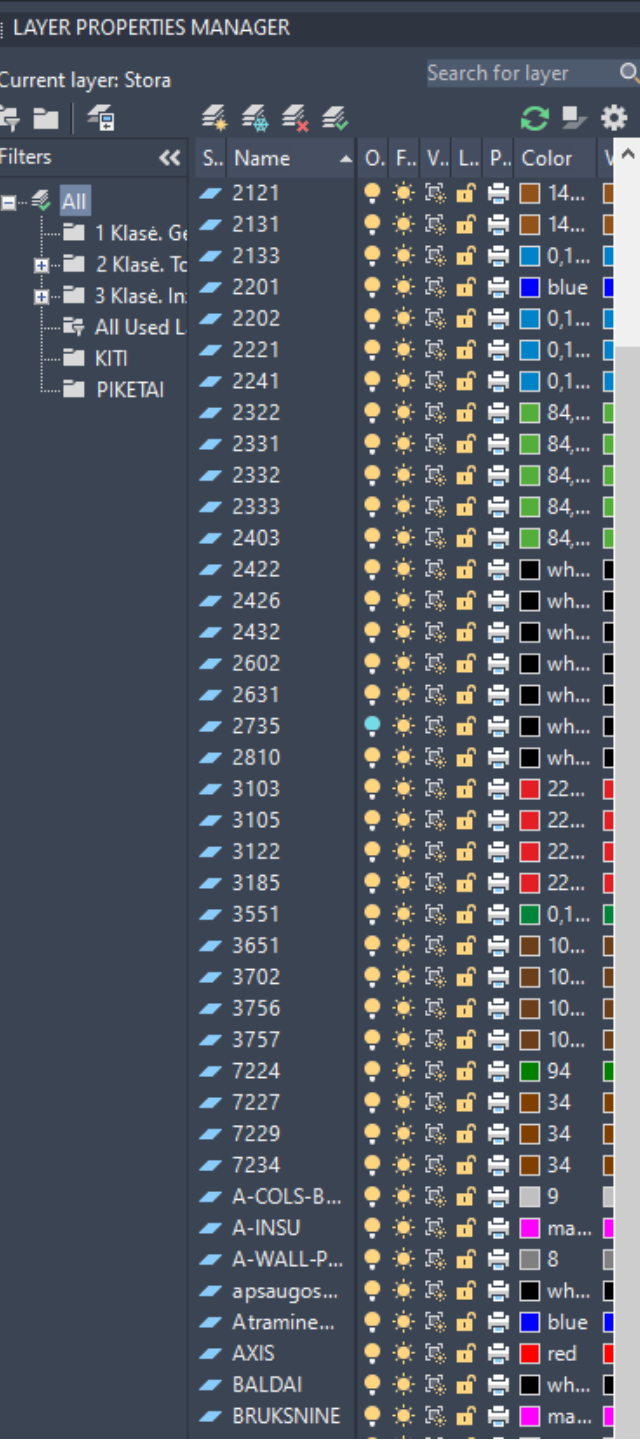 LAYER PROPERTIES MANAGER
Current layer: Stora
Search for layer
Filters
S.. Name O. F.. V.. L.. P.. Color
All
1 Klasė. Ge
2 Klasė. To
3 Klasė. In
All Used L
KITI
PIKETAI
2121 14...
2131 14...
2133 0,1...
2201 blue
2202 0,1...
2221 0,1...
2241 0,1...
2322 84,...
2331 84,...
2332 84,...
2333 84,...
2403 84,...
2422 wh...
2426 wh...
2432 wh...
2602 wh...
2631 wh...
2735 wh...
2810 wh...
3103 22...
3105 22...
3122 22...
3185 22...
3551 0,1...
3651 10...
3702 10...
3756 10...
3757 10...
7224 94
7227 34
7229 34
7234 34
A-COLS-B... 9
A-INSU ma...
A-WALL-P... 8
apsaugos... wh...
Atramine... blue
AXIS red
BALDAI wh...
BRUKSNINE ma...